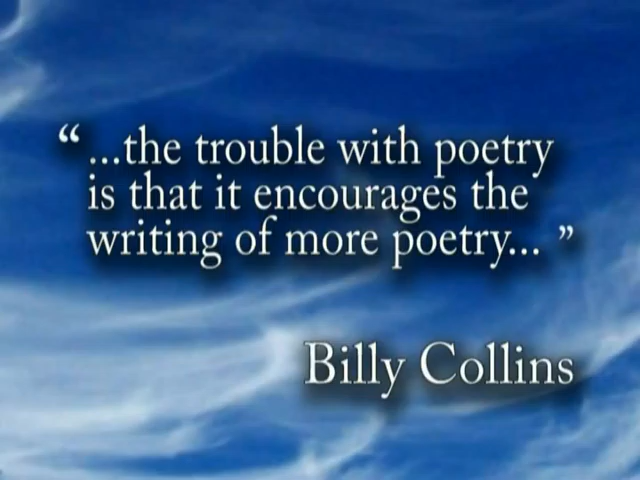 “...the trouble with poetry
is that it encourages the
writing of more poetry...”
Billy Collins